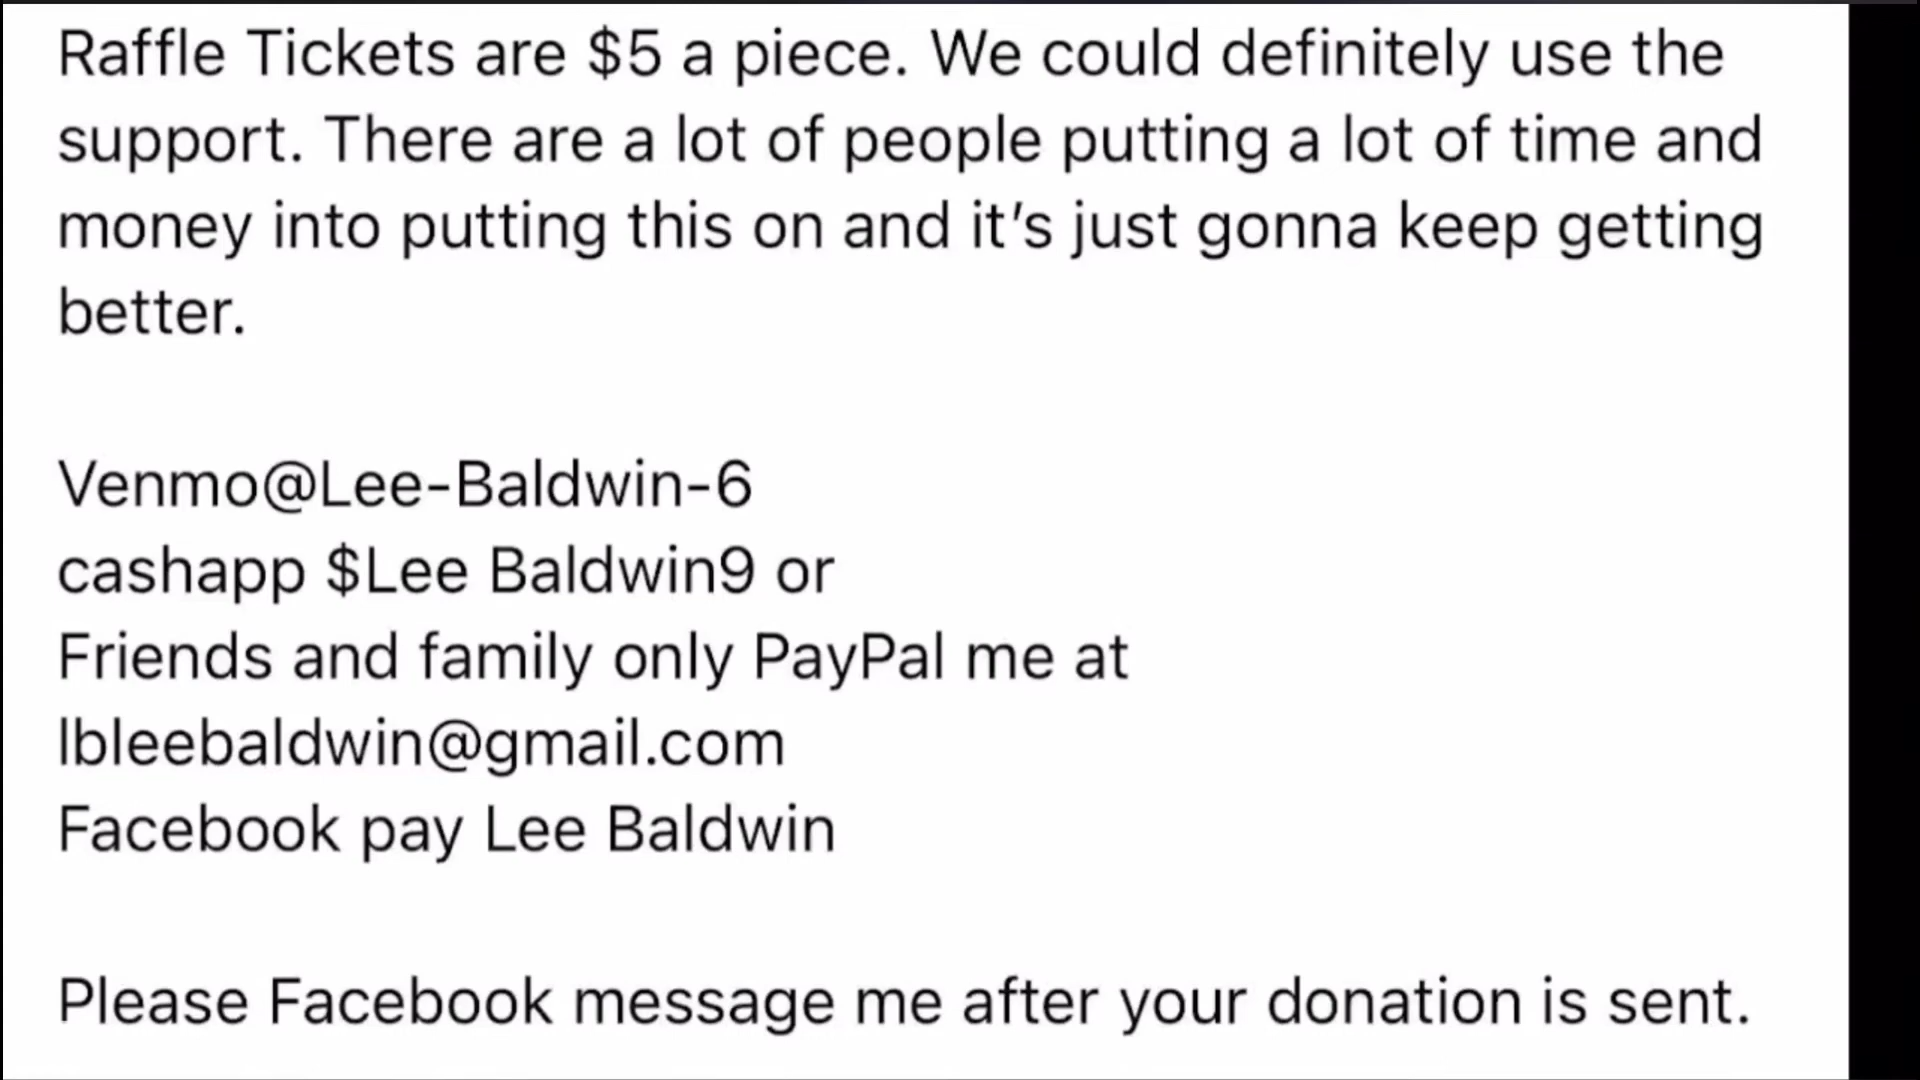 Raffle Tickets are $5 a piece. We could definitely use the
support. There are a lot of people putting a lot of time and
money into putting this on and it's just gonna keep getting
better.
Venmo@Lee-Baldwin-6
cashapp $Lee Baldwin9 or
Friends and family only PayPal me at
lbleebaldwin@gmail.com
Facebook pay Lee Baldwin
Please Facebook message me after your donation is sent.